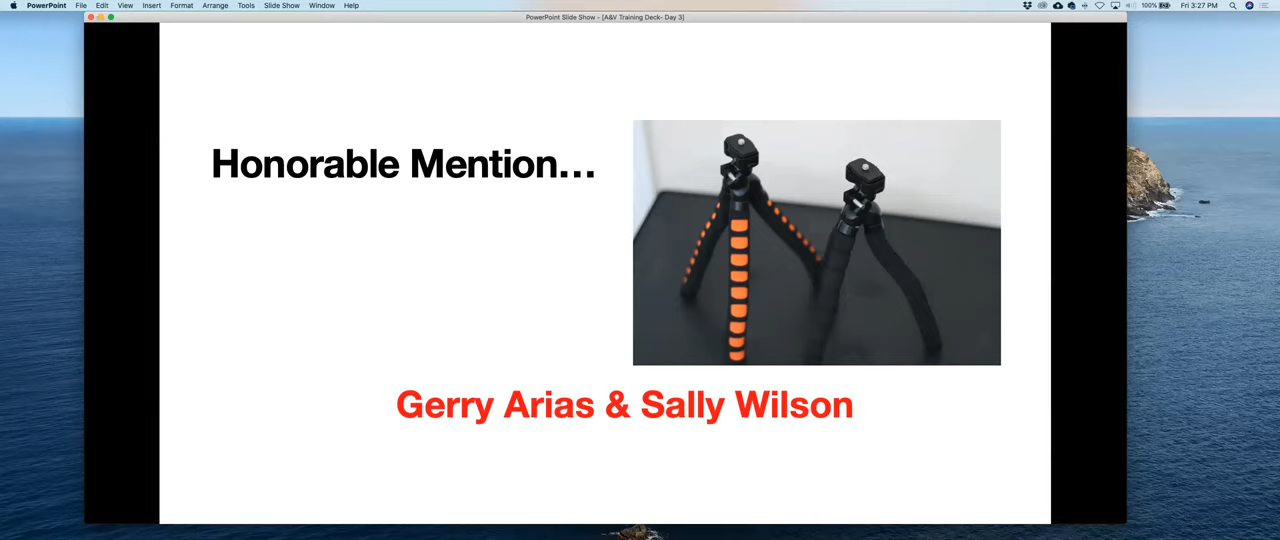 PowerPoint File Edit View Insert Format Arrange Tools Slide Show Window Help 100% Fri 3:27 PM
PowerPoint Slide Show - [A&V Training Deck- Day 3]
Honorable Mention...
Gerry Arias & Sally Wilson